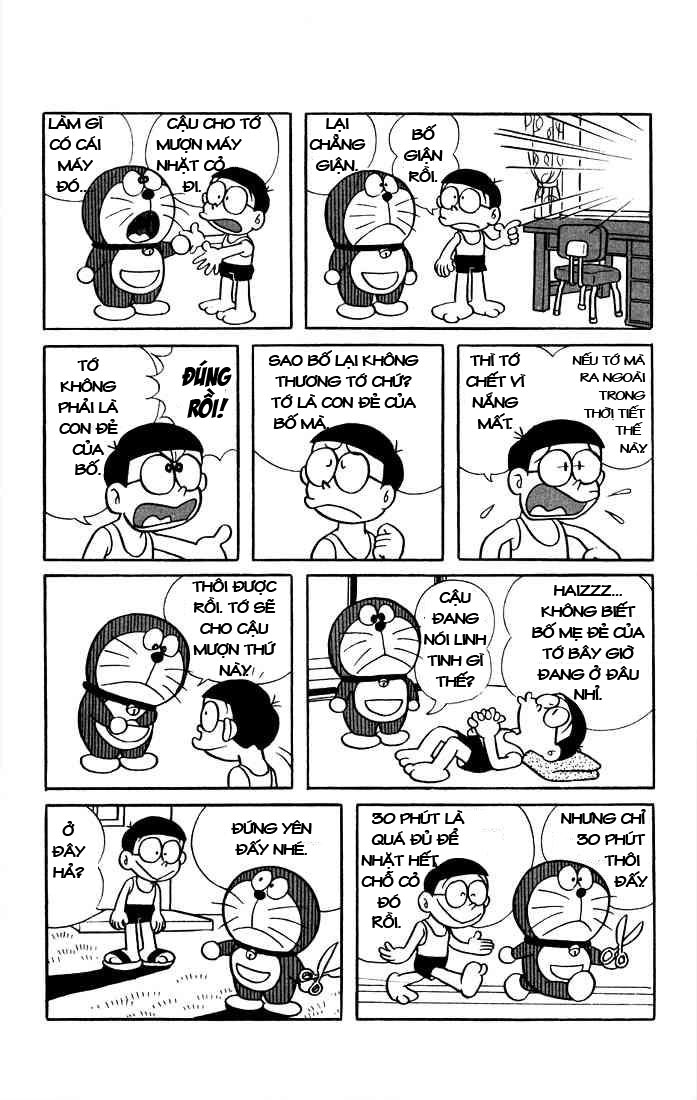 BỐ
GIẬN
RỒI.
LẠI
CHẲNG
GIẬN.
CẬU CHO TỚ
MƯỢN MÁY
NHẶT CỎ
ĐI.
LÀM GÌ
CÓ CÁI
MÁY
ĐÓ...
NẾU TỚ MÀ
RA NGOÀI
TRONG
THỜI TIẾT
THẾ
NÀY
THÌ TỚ
CHẾT VÌ
NẮNG
MẤT.
SAO BỐ LẠI KHÔNG
THƯƠNG TỚ CHỨ?
TỚ LÀ CON ĐẺ CỦA
BỐ MÀ.
ĐÚNG
RỒI!
TỚ
KHÔNG
PHẢI LÀ
CON ĐẺ
CỦA
BỐ.
HAIZZZ...
KHÔNG BIẾT
BỐ MẸ ĐẺ CỦA
TỚ BÂY GIỜ
ĐANG Ở ĐÂU
NHỈ.
CẬU
ĐANG
NÓI LINH
TINH GÌ
THẾ?
THÔI ĐƯỢC
RỒI. TỚ SẼ
CHO CẬU
MƯỢN THỨ
NÀY.
NHƯNG CHỈ
30 PHÚT
THÔI
ĐẤY.
30 PHÚT LÀ
QUÁ ĐỦ ĐỂ
NHẶT HẾT
CHỖ CỎ
ĐÓ
RỒI.
ĐỨNG YÊN
ĐẤY NHÉ.
Ở
ĐÂY
HẢ?